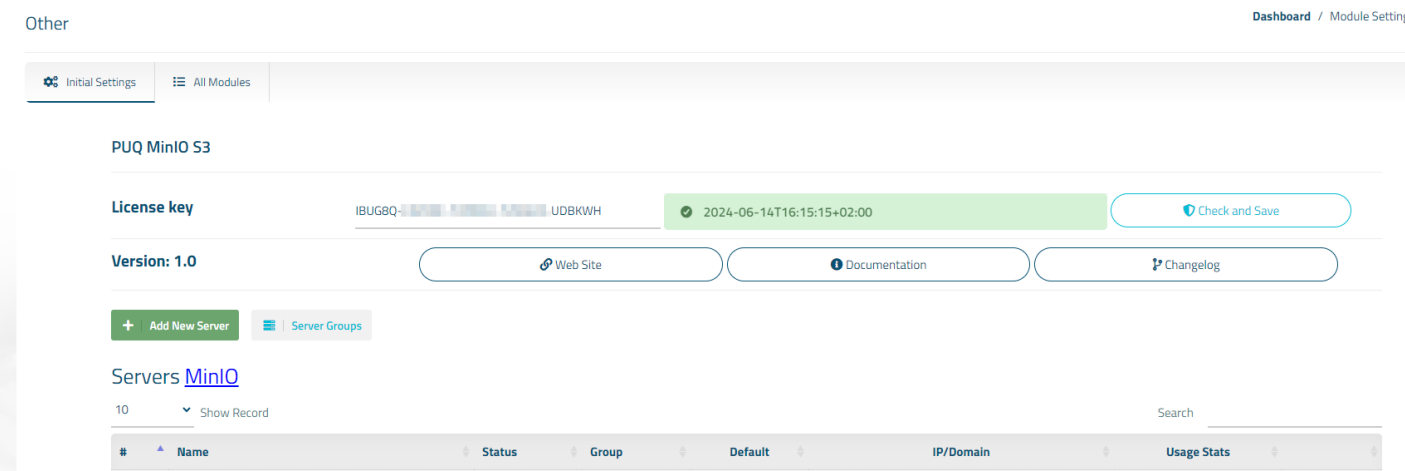 Other
Dashboard / Module Setting
Initial Settings
All Modules
PUQ MinIO S3
License key
IBUG8Q-
UDBKWH
2024-06-14T16:15:15+02:00
Check and Save
Version: 1.0
Web Site
Documentation
Changelog
Add New Server
Server Groups
Servers MinIO
10
Show Record
Search
# Name Status Group Default IP/Domain Usage Stats